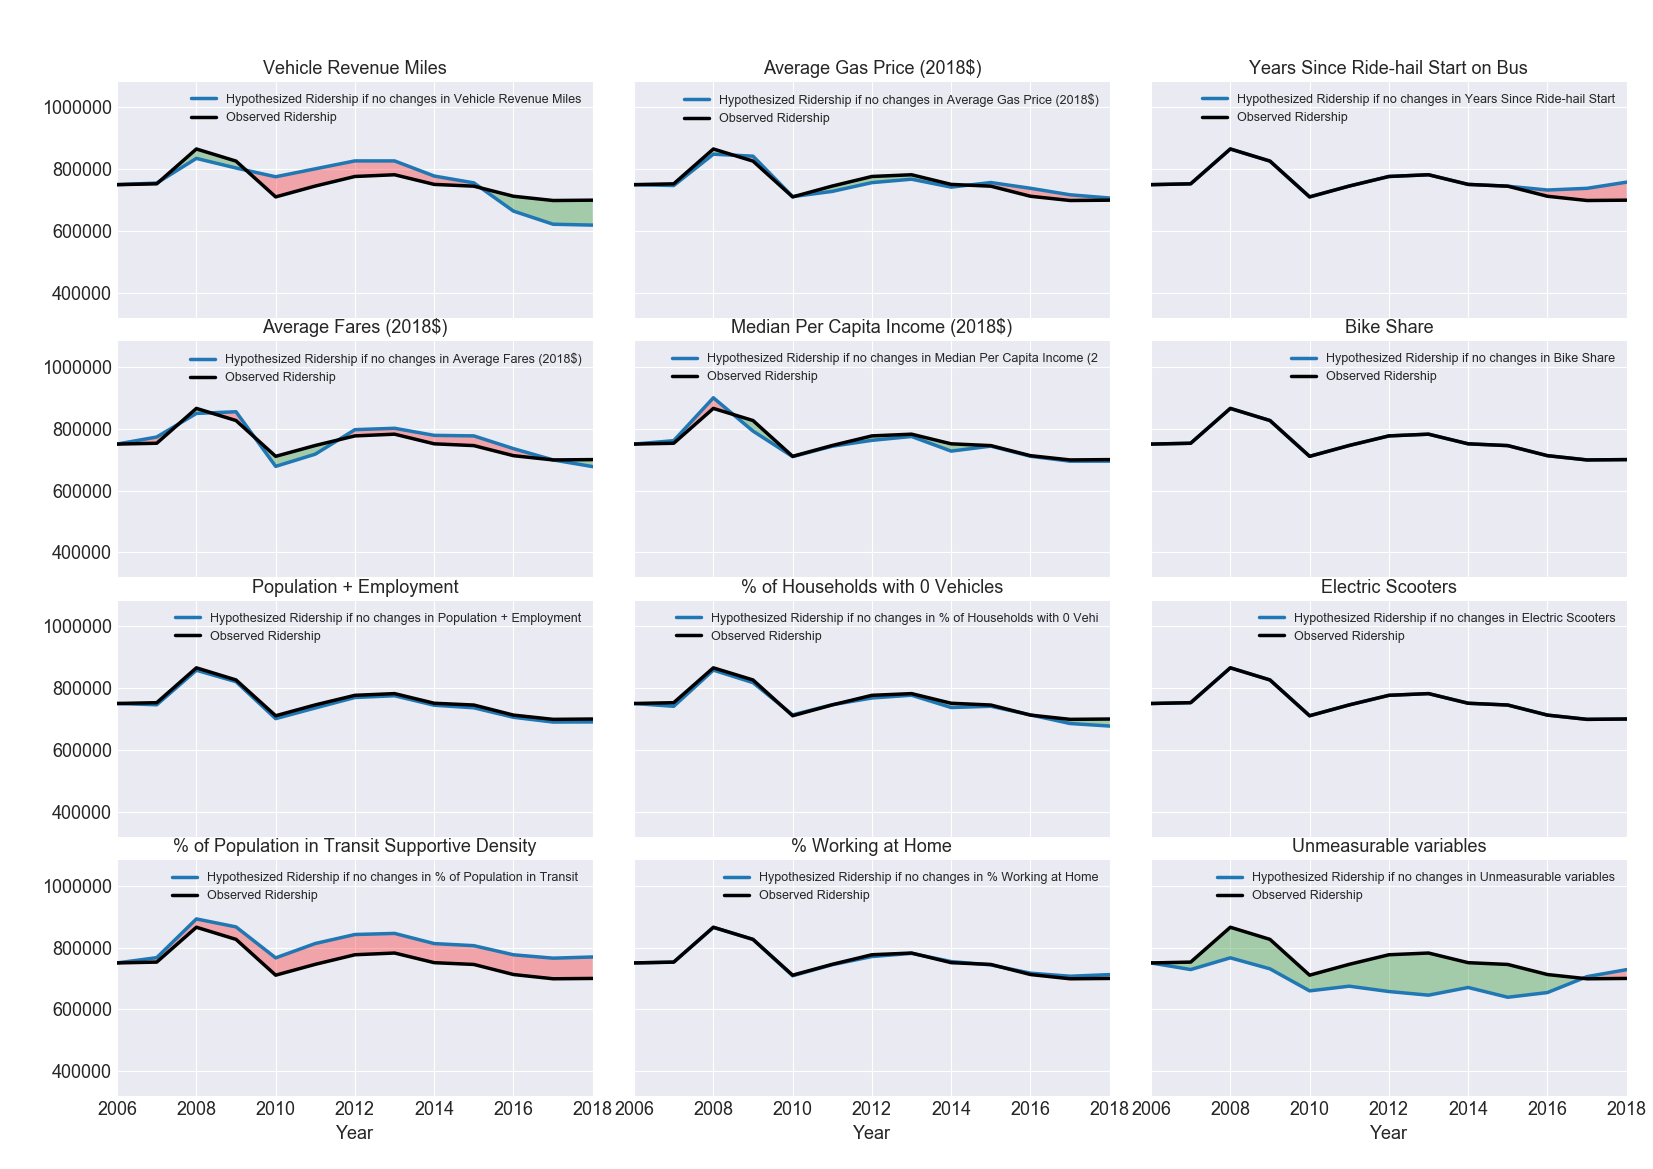 Vehicle Revenue Miles
Hypothesized Ridership if no changes in Vehicle Revenue Miles
Observed Ridership
1000000
800000
600000
400000
Average Gas Price (2018$)
Hypothesized Ridership if no changes in Average Gas Price (2018$)
Observed Ridership
Years Since Ride-hail Start on Bus
Hypothesized Ridership if no changes in Years Since Ride-hail Start
Observed Ridership
Average Fares (2018$)
Hypothesized Ridership if no changes in Average Fares (2018$)
Observed Ridership
1000000
800000
600000
400000
Median Per Capita Income (2018$)
Hypothesized Ridership if no changes in Median Per Capita Income (2
Observed Ridership
Bike Share
Hypothesized Ridership if no changes in Bike Share
Observed Ridership
Population + Employment
Hypothesized Ridership if no changes in Population + Employment
Observed Ridership
1000000
800000
600000
400000
% of Households with 0 Vehicles
Hypothesized Ridership if no changes in % of Households with 0 Vehi
Observed Ridership
Electric Scooters
Hypothesized Ridership if no changes in Electric Scooters
Observed Ridership
% of Population in Transit Supportive Density
Hypothesized Ridership if no changes in % of Population in Transit
Observed Ridership
1000000
800000
600000
400000
2006 2008 2010 2012 2014 2016 2018
Year
% Working at Home
Hypothesized Ridership if no changes in % Working at Home
Observed Ridership
2006 2008 2010 2012 2014 2016 2018
Year
Unmeasurable variables
Hypothesized Ridership if no changes in Unmeasurable variables
Observed Ridership
2006 2008 2010 2012 2014 2016 2018
Year